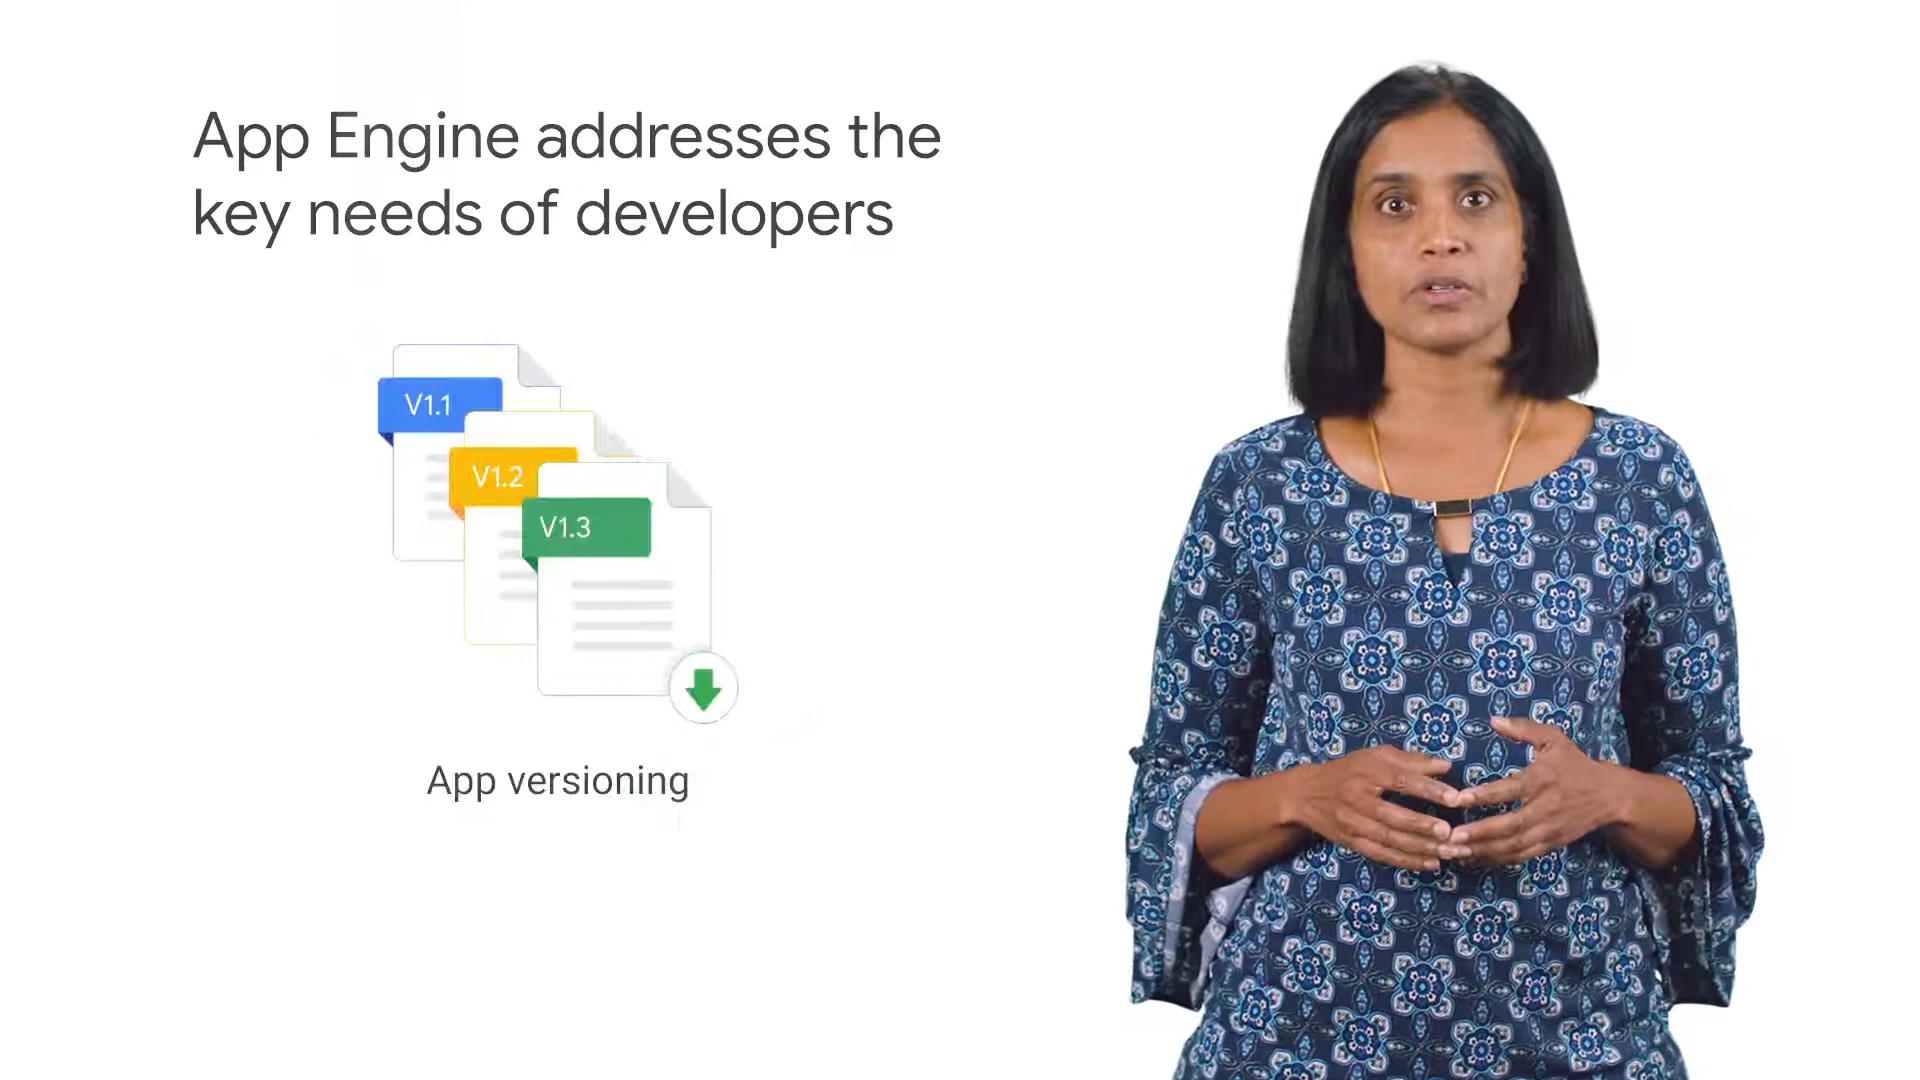 App Engine addresses the
key needs of developers
V1.1
V1.2
V1.3
App versioning